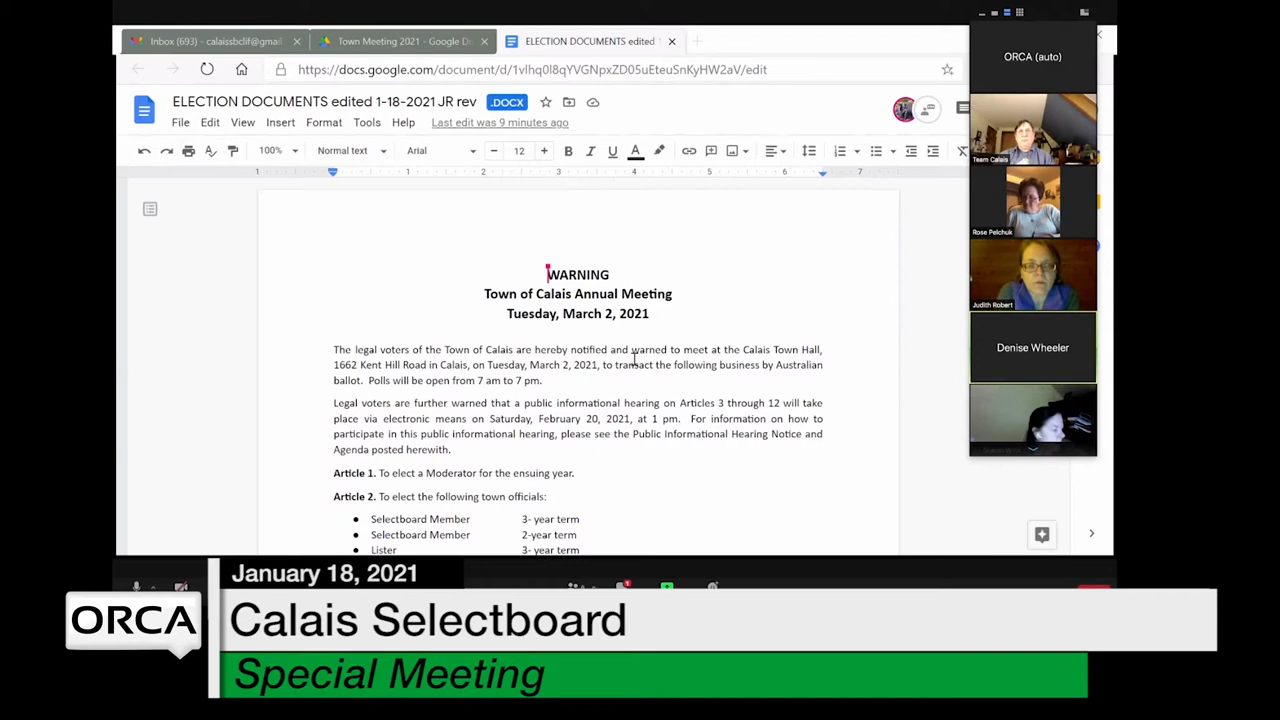 Inbox (693) - calaissbclif@gmail
Town Meeting 2021 - Google Dr
ELECTION DOCUMENTS edited 1
https://docs.google.com/document/d/1vlhq0l8qYVGNpxZD05uEteuSnKyHW2aV/edit
ELECTION DOCUMENTS edited 1-18-2021 JR rev .DOCX
File Edit View Insert Format Tools Help Last edit was 9 minutes ago
100% Normal text Arial 12 B I U A
1 1 2 3 4 5 6 7
WARNING
Town of Calais Annual Meeting
Tuesday, March 2, 2021
The legal voters of the Town of Calais are hereby notified and warned to meet at the Calais Town Hall,
1662 Kent Hill Road in Calais, on Tuesday, March 2, 2021, to transact the following business by Australian
ballot. Polls will be open from 7 am to 7 pm.
Legal voters are further warned that a public informational hearing on Articles 3 through 12 will take
place via electronic means on Saturday, February 20, 2021, at 1 pm. For information on how to
participate in this public informational hearing, please see the Public Informational Hearing Notice and
Agenda posted herewith.
Article 1. To elect a Moderator for the ensuing year.
Article 2. To elect the following town officials:
● Selectboard Member 3- year term
● Selectboard Member 2-year term
● Lister 3- year term
ORCA (auto)
Team Calais
Rose Pelchuk
Judith Robert
Denise Wheeler
January 18, 2021
ORCA
Calais Selectboard
Special Meeting